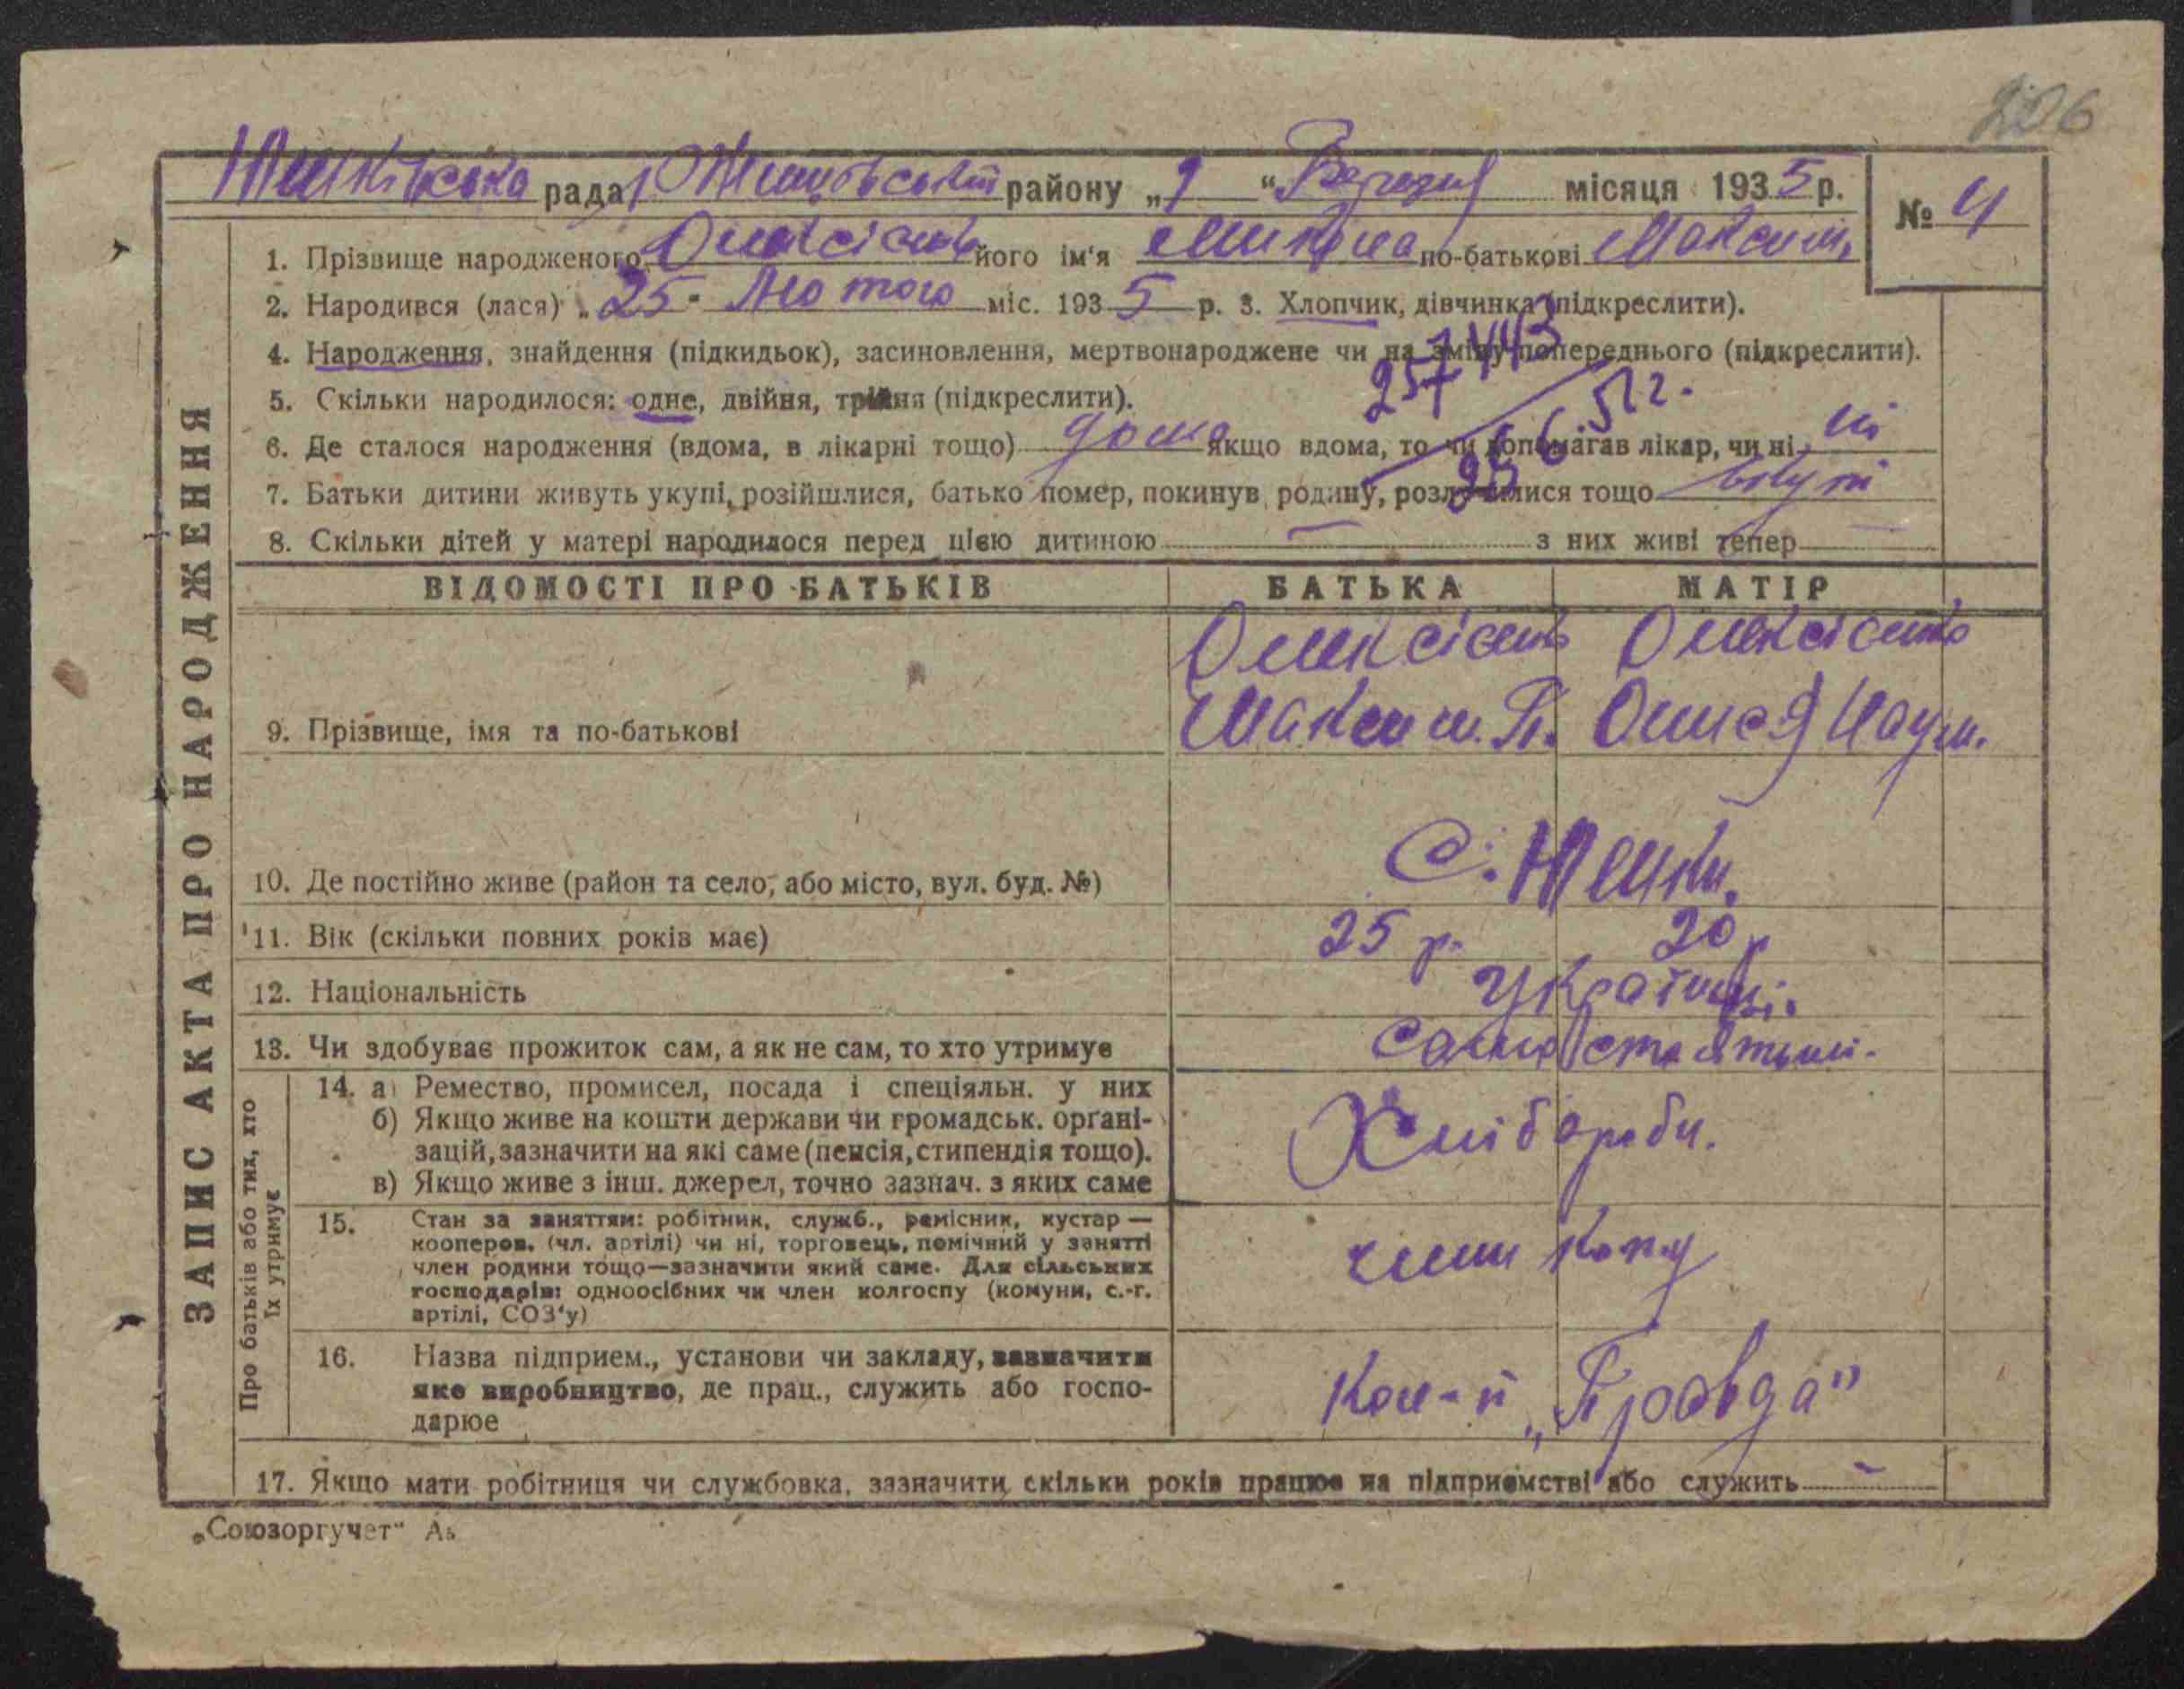 226
Юшківська рада Ржищівський району „9 “ Березня місяця 1935 р.
№ 4
1. Прізвище народженого Олексієнко його ім'я Микола по-батькові Максим.
2. Народився (лася) „25" Лютого міс. 1935 р. 3. Хлопчик, дівчинка (підкреслити).
4. Народження, знайдення (підкидьок), засиновлення, мертвонароджене чи на зміну попереднього (підкреслити).
5. Скільки народилося: одне, двійня, трійня (підкреслити).
6. Де сталося народження (вдома, в лікарні тощо) дома якщо вдома, то чи допомагав лікар, чи ні ні
7. Батьки дитини живуть укупі, розійшлися, батько помер, покинув родину, розлучилися тощо вкупі
8. Скільки дітей у матері народилося перед цією дитиною — з них живі тепер —
ЗАПИС АКТА ПРО НАРОДЖЕННЯ
ВІДОМОСТІ ПРО БАТЬКІВ БАТЬКА МАТІР
Олексієнко Олексієнко
9. Прізвище, імя та по-батькові Максим П. Онися Наум.
10. Де постійно живе (район та село, або місто, вул. буд. №) С. Юшки.
11. Вік (скільки повних років має) 25 р. 20 р
12. Національність Українці.
13. Чи здобуває прожиток сам, а як не сам, то хто утримує
Про батьків або тих, хто їх утримує
14. а) Ремество, промисел, посада і спеціяльн. у них Хлібороби.
б) Якщо живе на кошти держави чи громадськ. організацій, зазначити на які саме (пенсія, стипендія тощо).
в) Якщо живе з інш. джерел, точно зазнач. з яких саме
15. Стан за заняттям: робітник, служб., ремісник, кустар —
кооперов. (чл. артілі) чи ні, торговець, помічний у занятті
член родини тощо—зазначити який саме. Для сільських
господарів: одноосібних чи член колгоспу (комуни, с.-г.
артілі, СОЗ'у)
16. Назва підприєм., установи чи закладу, зазначити
яке виробництво, де прац., служить або госпо-
дарює „Правда"
17. Якщо мати робітниця чи службовка, зазначити скільки років працює на підприємстві або служить —
„Союзоргучет"